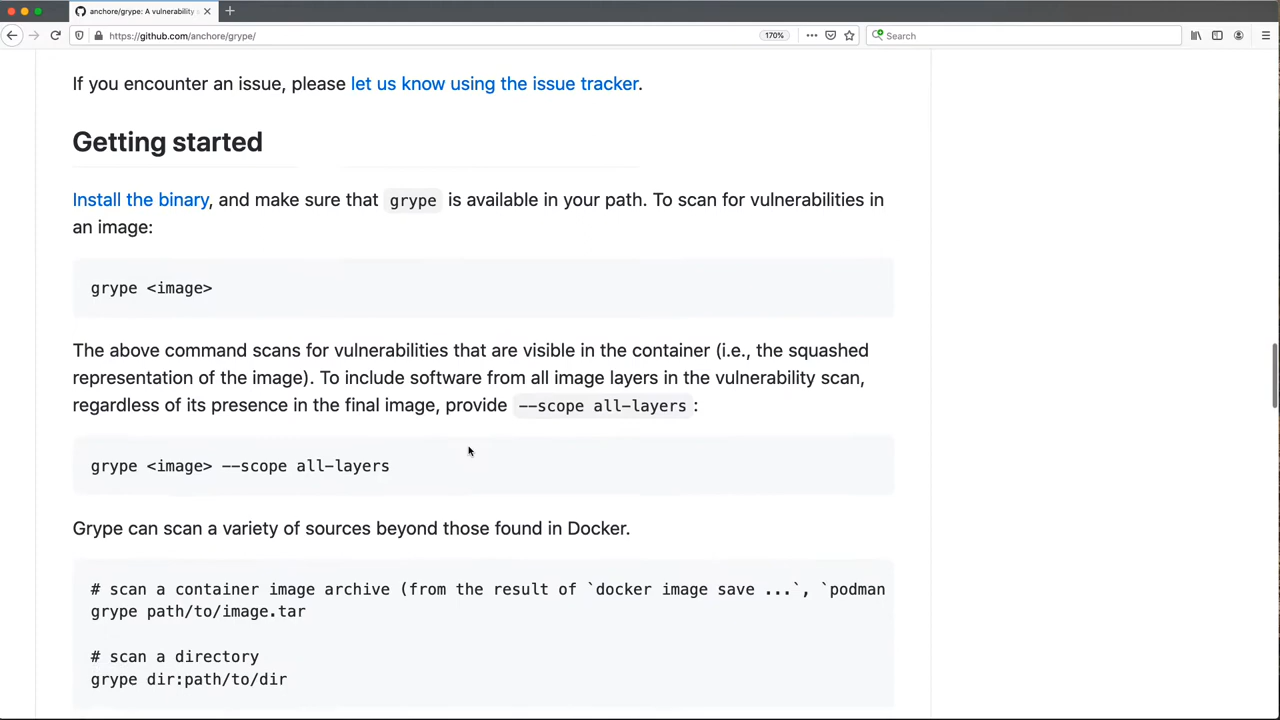 anchore/grype: A vulnerability s
https://github.com/anchore/grype/
170%
Search
If you encounter an issue, please let us know using the issue tracker.
Getting started
Install the binary, and make sure that grype is available in your path. To scan for vulnerabilities in
an image:
grype <image>
The above command scans for vulnerabilities that are visible in the container (i.e., the squashed
representation of the image). To include software from all image layers in the vulnerability scan,
regardless of its presence in the final image, provide --scope all-layers :
grype <image> --scope all-layers
Grype can scan a variety of sources beyond those found in Docker.
# scan a container image archive (from the result of `docker image save ...`, `podman
grype path/to/image.tar
# scan a directory
grype dir:path/to/dir